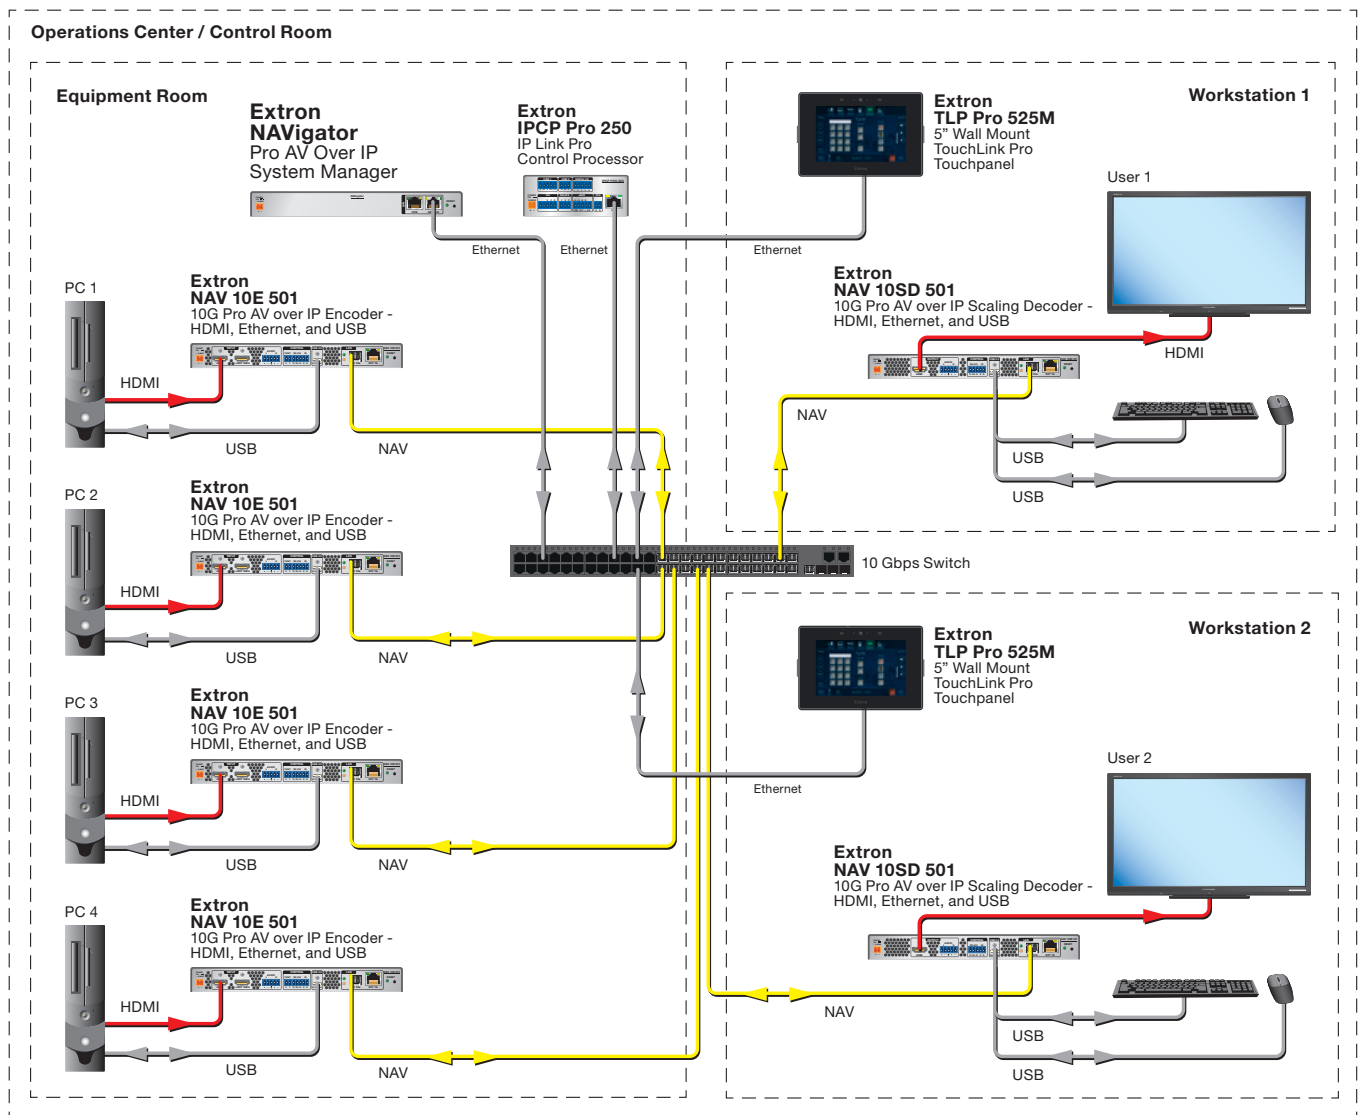 Operations Center / Control Room
Equipment Room
Extron
NAVigator
Pro AV Over IP
System Manager
Extron
IPCP Pro 250
IP Link Pro
Control Processor
Ethernet
Ethernet
Ethernet
Extron
TLP Pro 525M
5" Wall Mount
TouchLink Pro
Touchpanel
Workstation 1
User 1
Extron
NAV 10SD 501
10G Pro AV over IP Scaling Decoder -
HDMI, Ethernet, and USB
HDMI
NAV
USB
USB
PC 1
Extron
NAV 10E 501
10G Pro AV over IP Encoder -
HDMI, Ethernet, and USB
HDMI
USB
NAV
PC 2
Extron
NAV 10E 501
10G Pro AV over IP Encoder -
HDMI, Ethernet, and USB
HDMI
USB
NAV
10 Gbps Switch
PC 3
Extron
NAV 10E 501
10G Pro AV over IP Encoder -
HDMI, Ethernet, and USB
HDMI
USB
NAV
PC 4
Extron
NAV 10E 501
10G Pro AV over IP Encoder -
HDMI, Ethernet, and USB
HDMI
USB
NAV
Extron
TLP Pro 525M
5" Wall Mount
TouchLink Pro
Touchpanel
Workstation 2
Ethernet
User 2
Extron
NAV 10SD 501
10G Pro AV over IP Scaling Decoder -
HDMI, Ethernet, and USB
NAV
USB
USB